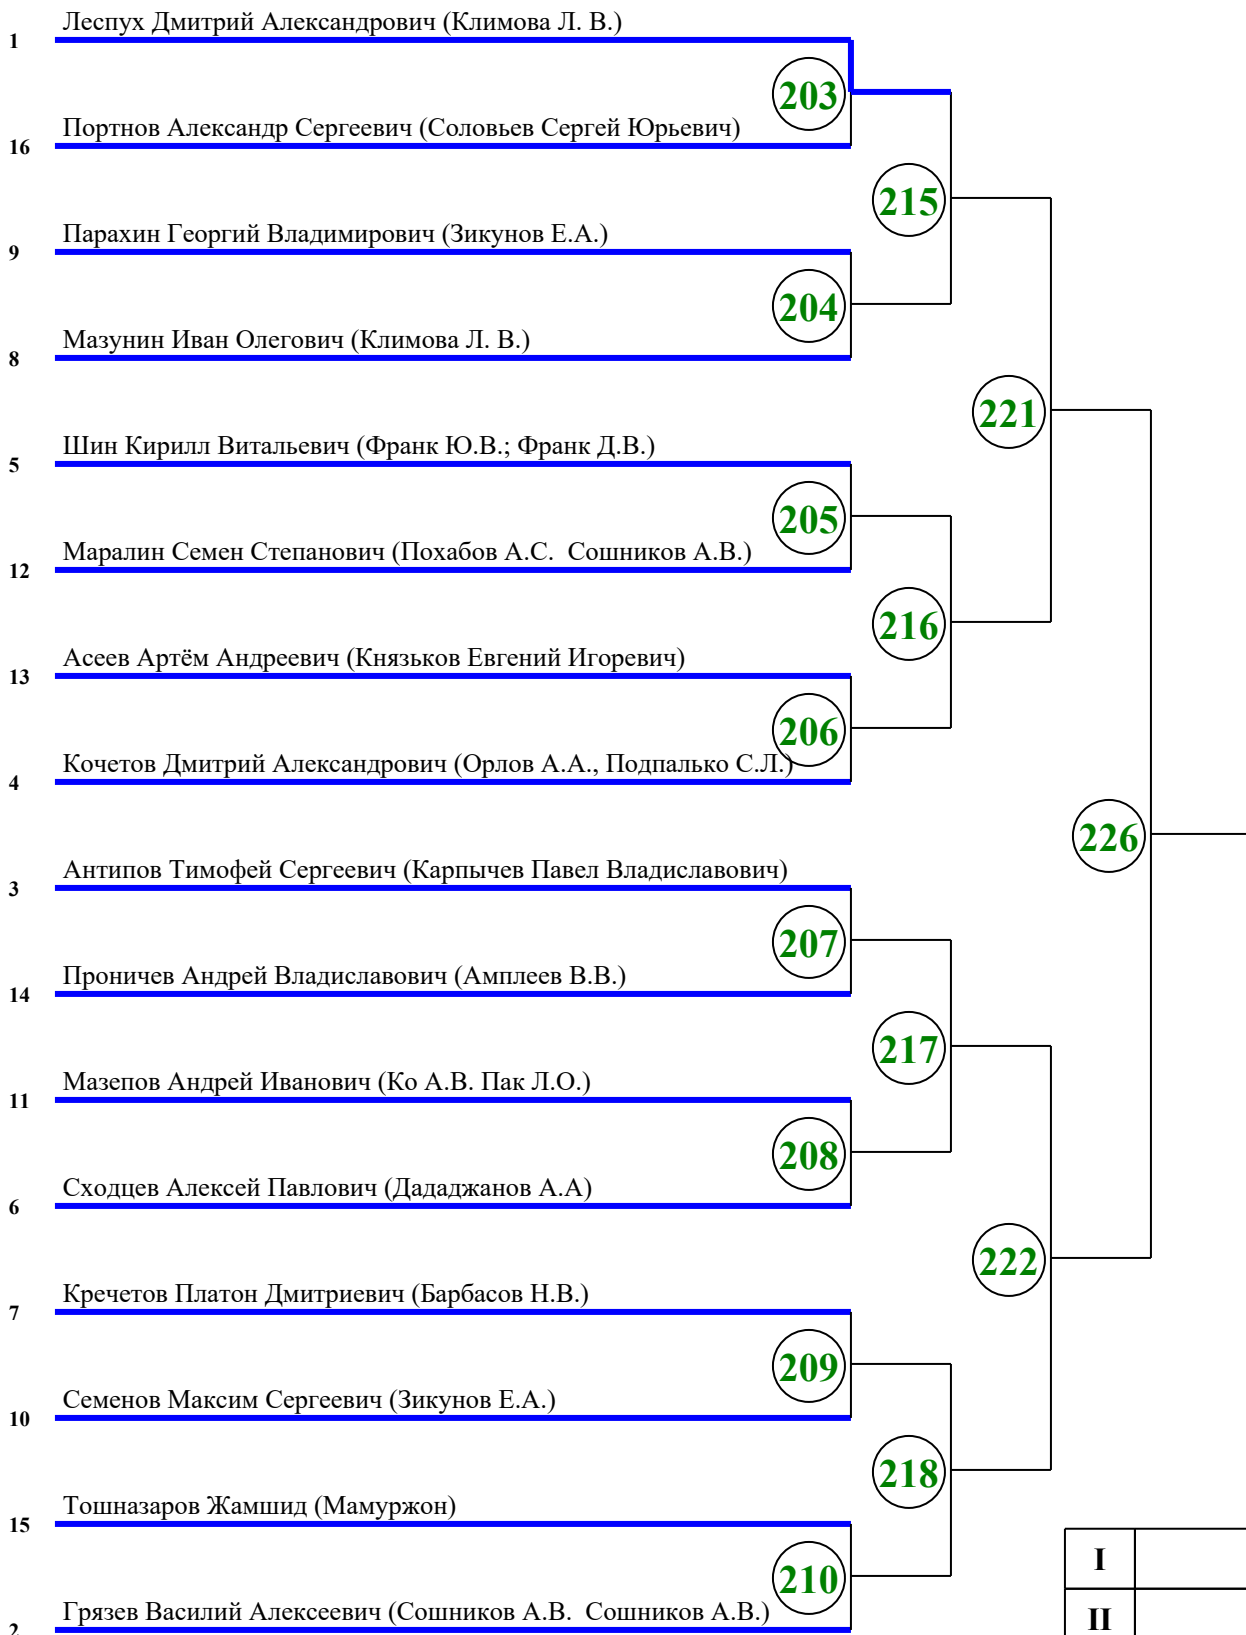 Леспух Дмитрий Александрович (Климова Л. В.)
1
203
Портнов Александр Сергеевич (Соловьев Сергей Юрьевич)
16
215
Парахин Георгий Владимирович (Зикунов Е.А.)
9
204
Мазунин Иван Олегович (Климова Л. В.)
8
221
Шин Кирилл Витальевич (Франк Ю.В.; Франк Д.В.)
5
205
Маралин Семен Степанович (Похабов А.С.  Сошников А.В.)
12
216
Асеев Артём Андреевич (Князьков Евгений Игоревич)
13
206
Кочетов Дмитрий Александрович (Орлов А.А., Подпалько С.Л.)
4
226
Антипов Тимофей Сергеевич (Карпычев Павел Владиславович)
3
207
Проничев Андрей Владиславович (Амплеев В.В.)
14
217
Мазепов Андрей Иванович (Ко А.В. Пак Л.О.)
11
208
Сходцев Алексей Павлович (Дададжанов А.А)
6
222
Кречетов Платон Дмитриевич (Барбасов Н.В.)
7
209
Семенов Максим Сергеевич (Зикунов Е.А.)
10
218
Тошназаров Жамшид (Мамуржон)
15
I
210
Грязев Василий Алексеевич (Сошников А.В.  Сошников А.В.)
2
II